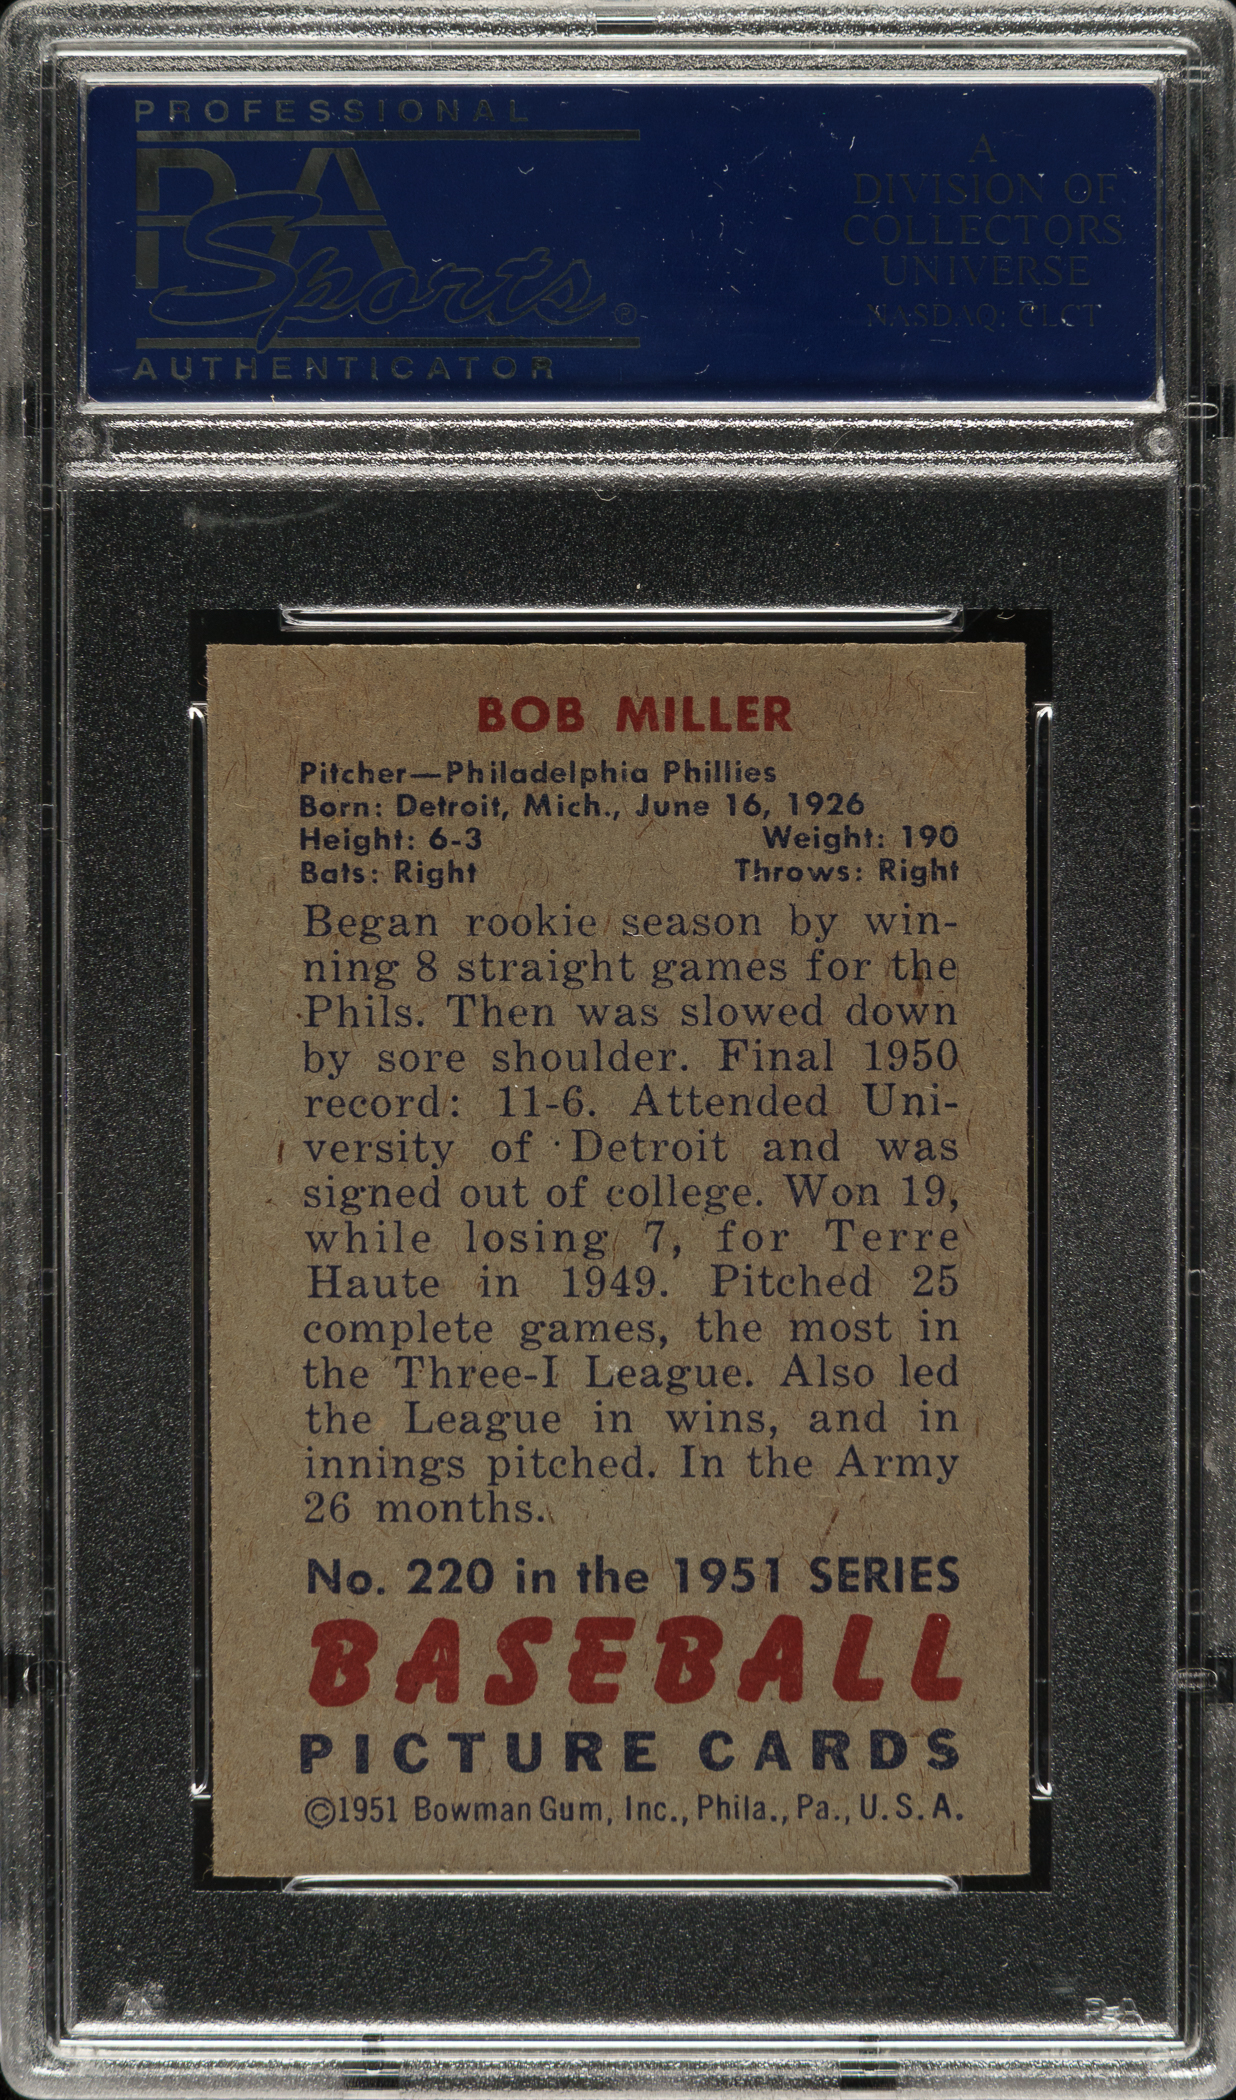 PROFESSIONAL
PSA
Sports
AUTHENTICATOR
A
DIVISION OF
COLLECTORS
UNIVERSE
NASDAQ: CLCT
BOB MILLER
Pitcher—Philadelphia Phillies
Born: Detroit, Mich., June 16, 1926
Height: 6-3 Weight: 190
Bats: Right Throws: Right
Began rookie season by win-
ning 8 straight games for the
Phils. Then was slowed down
by sore shoulder. Final 1950
record: 11-6. Attended Uni-
versity of Detroit and was
signed out of college. Won 19,
while losing 7, for Terre
Haute in 1949. Pitched 25
complete games, the most in
the Three-I League. Also led
the League in wins, and in
innings pitched. In the Army
26 months.
No. 220 in the 1951 SERIES
BASEBALL
PICTURE CARDS
©1951 Bowman Gum, Inc., Phila., Pa., U.S.A.
PSA